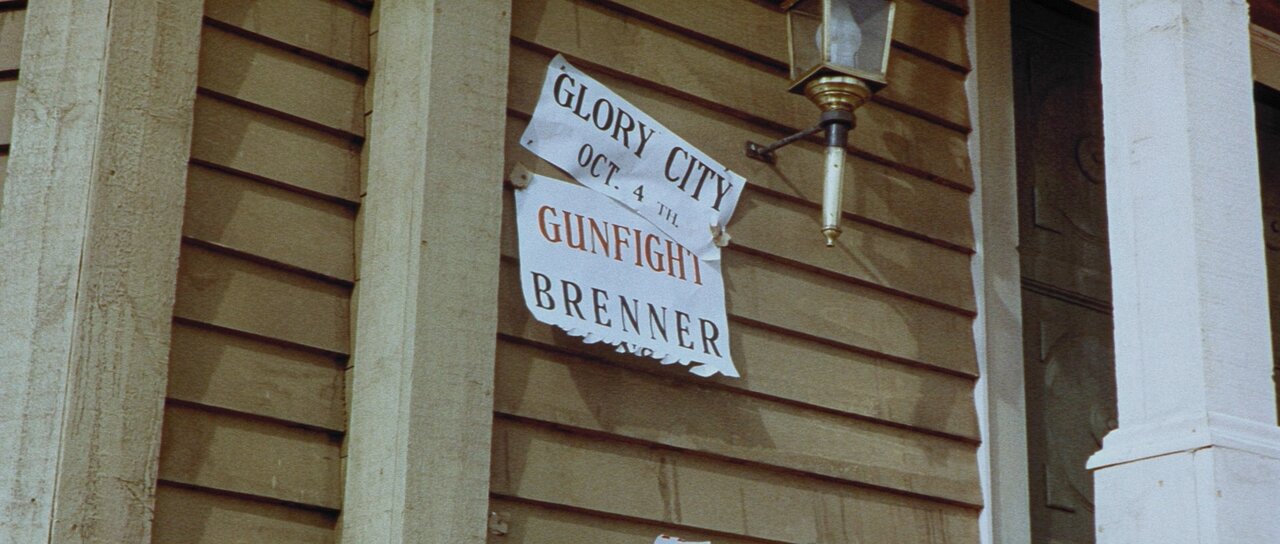 GLORY CITY
OCT. 4 TH.
GUNFIGHT
BRENNER